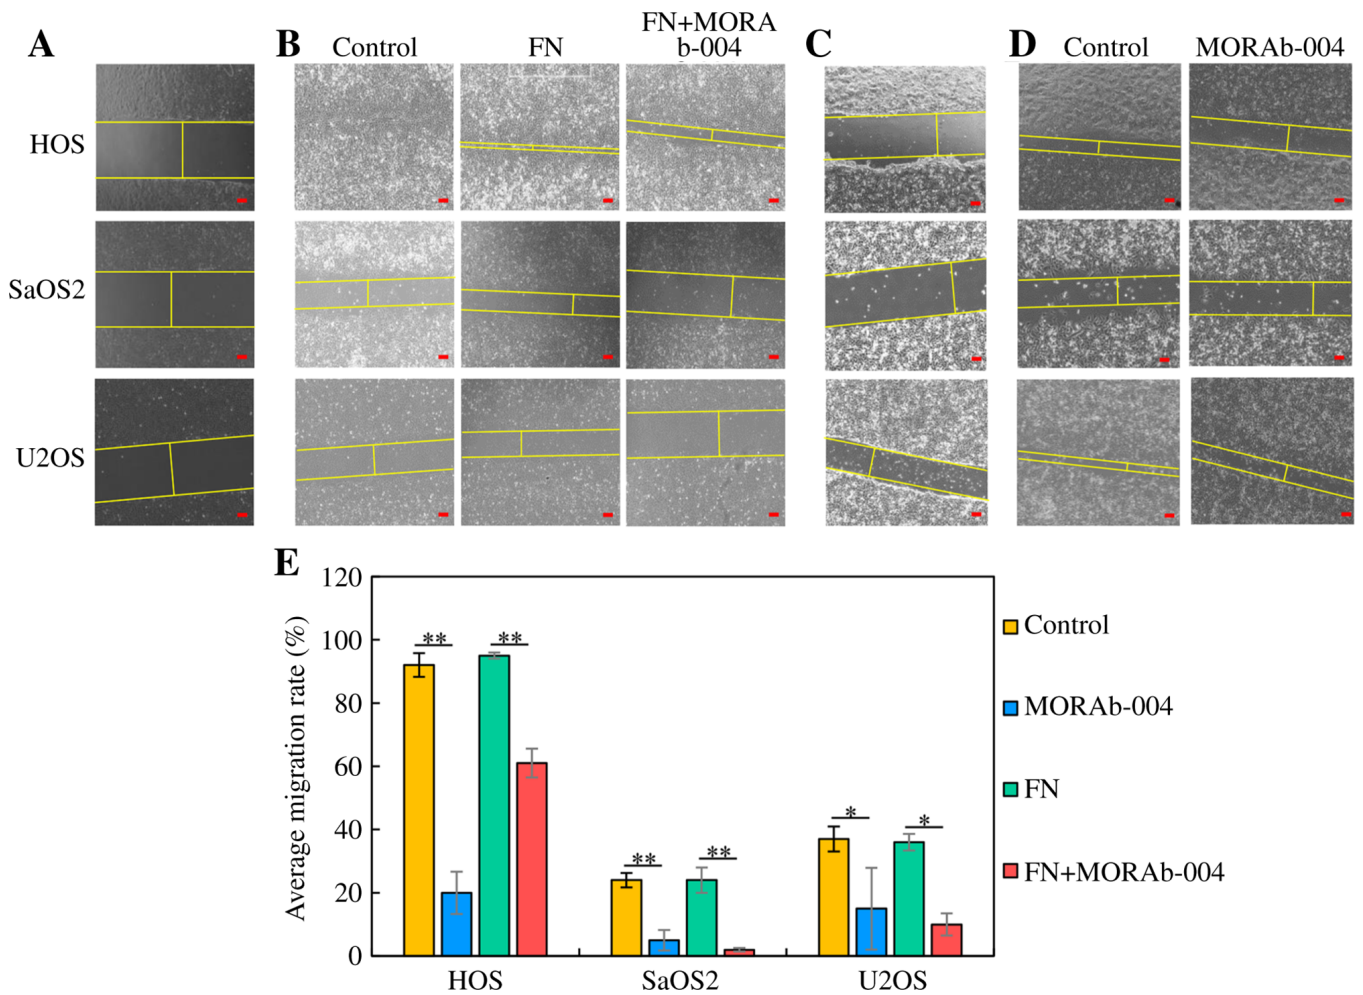 A
B
Control
FN
FN+MORA
b-004
C
D
Control
MORAb-004
HOS
SaOS2
U2OS
E
Average migration rate (%)
120
100
80
60
40
20
0
**
**
**
**
*
*
HOS
SaOS2
U2OS
Control
MORAb-004
FN
FN+MORAb-004